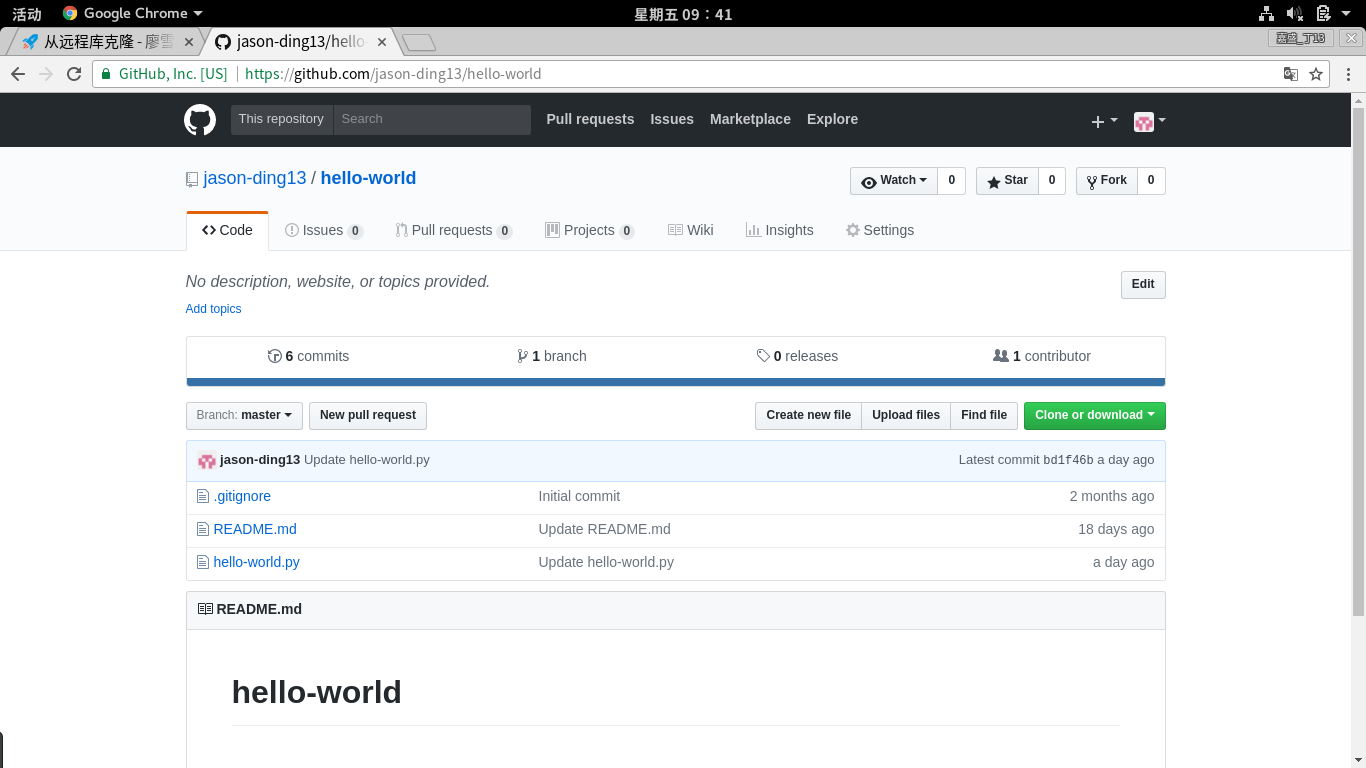 活动 Google Chrome 星期五 09：41
从远程库克隆 - 廖雪 jason-ding13/hello-
GitHub, Inc. [US] https://github.com/jason-ding13/hello-world
This repository Search Pull requests Issues Marketplace Explore
jason-ding13 / hello-world Watch 0 Star 0 Fork 0
Code Issues 0 Pull requests 0 Projects 0 Wiki Insights Settings
No description, website, or topics provided. Edit
Add topics
6 commits 1 branch 0 releases 1 contributor
Branch: master New pull request Create new file Upload files Find file Clone or download
jason-ding13 Update hello-world.py Latest commit bd1f46b a day ago
.gitignore Initial commit 2 months ago
README.md Update README.md 18 days ago
hello-world.py Update hello-world.py a day ago
README.md
hello-world